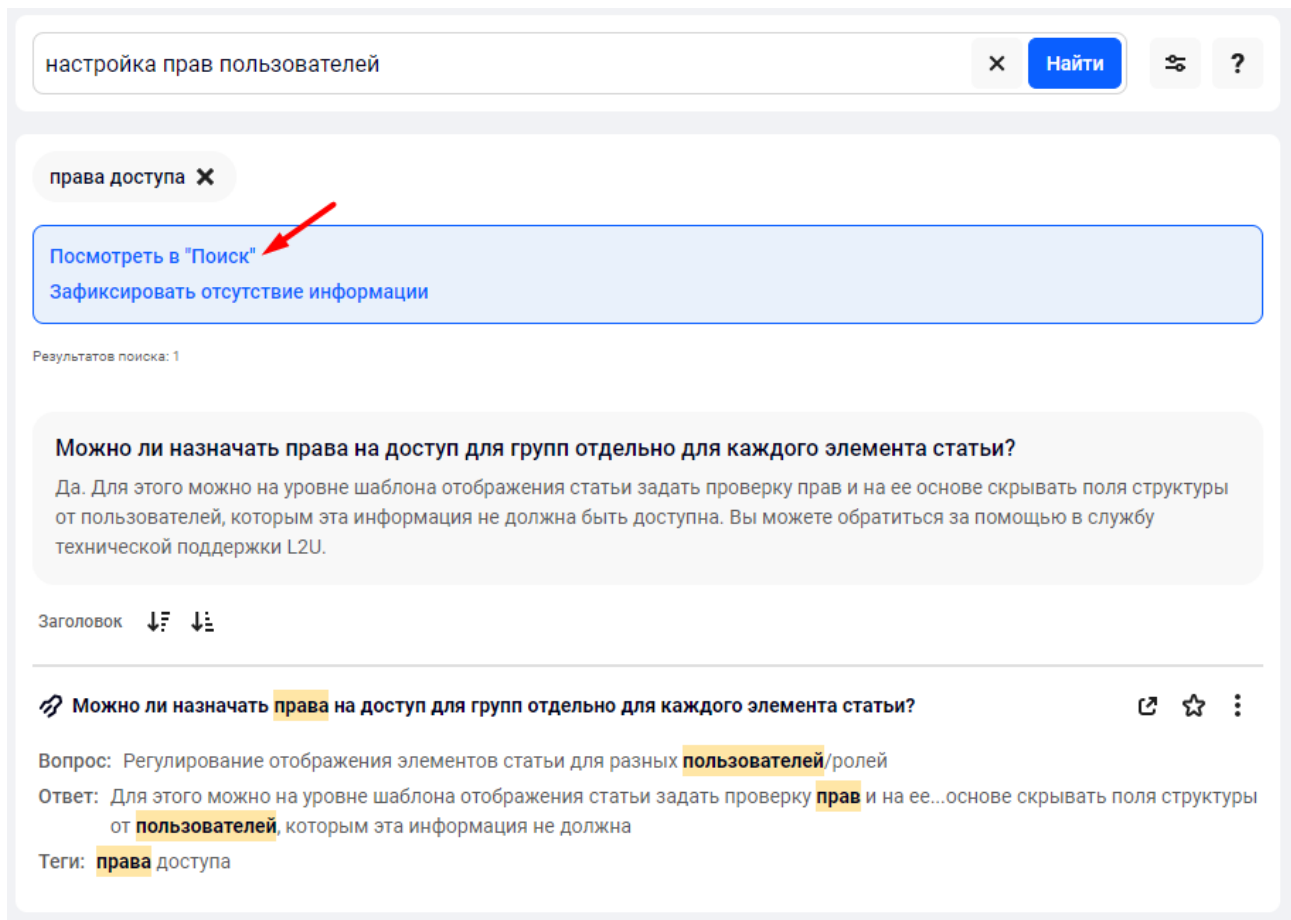 настройка прав пользователей
Найти
?
права доступа
Посмотреть в "Поиск"
Зафиксировать отсутствие информации
Результатов поиска: 1
Можно ли назначать права на доступ для групп отдельно для каждого элемента статьи?
Да. Для этого можно на уровне шаблона отображения статьи задать проверку прав и на ее основе скрывать поля структуры
от пользователей, которым эта информация не должна быть доступна. Вы можете обратиться за помощью в службу
технической поддержки L2U.
Заголовок
Можно ли назначать права на доступ для групп отдельно для каждого элемента статьи?
Вопрос: Регулирование отображения элементов статьи для разных пользователей/ролей
Ответ: Для этого можно на уровне шаблона отображения статьи задать проверку прав и на ее...основе скрывать поля структуры
от пользователей, которым эта информация не должна
Теги: права доступа